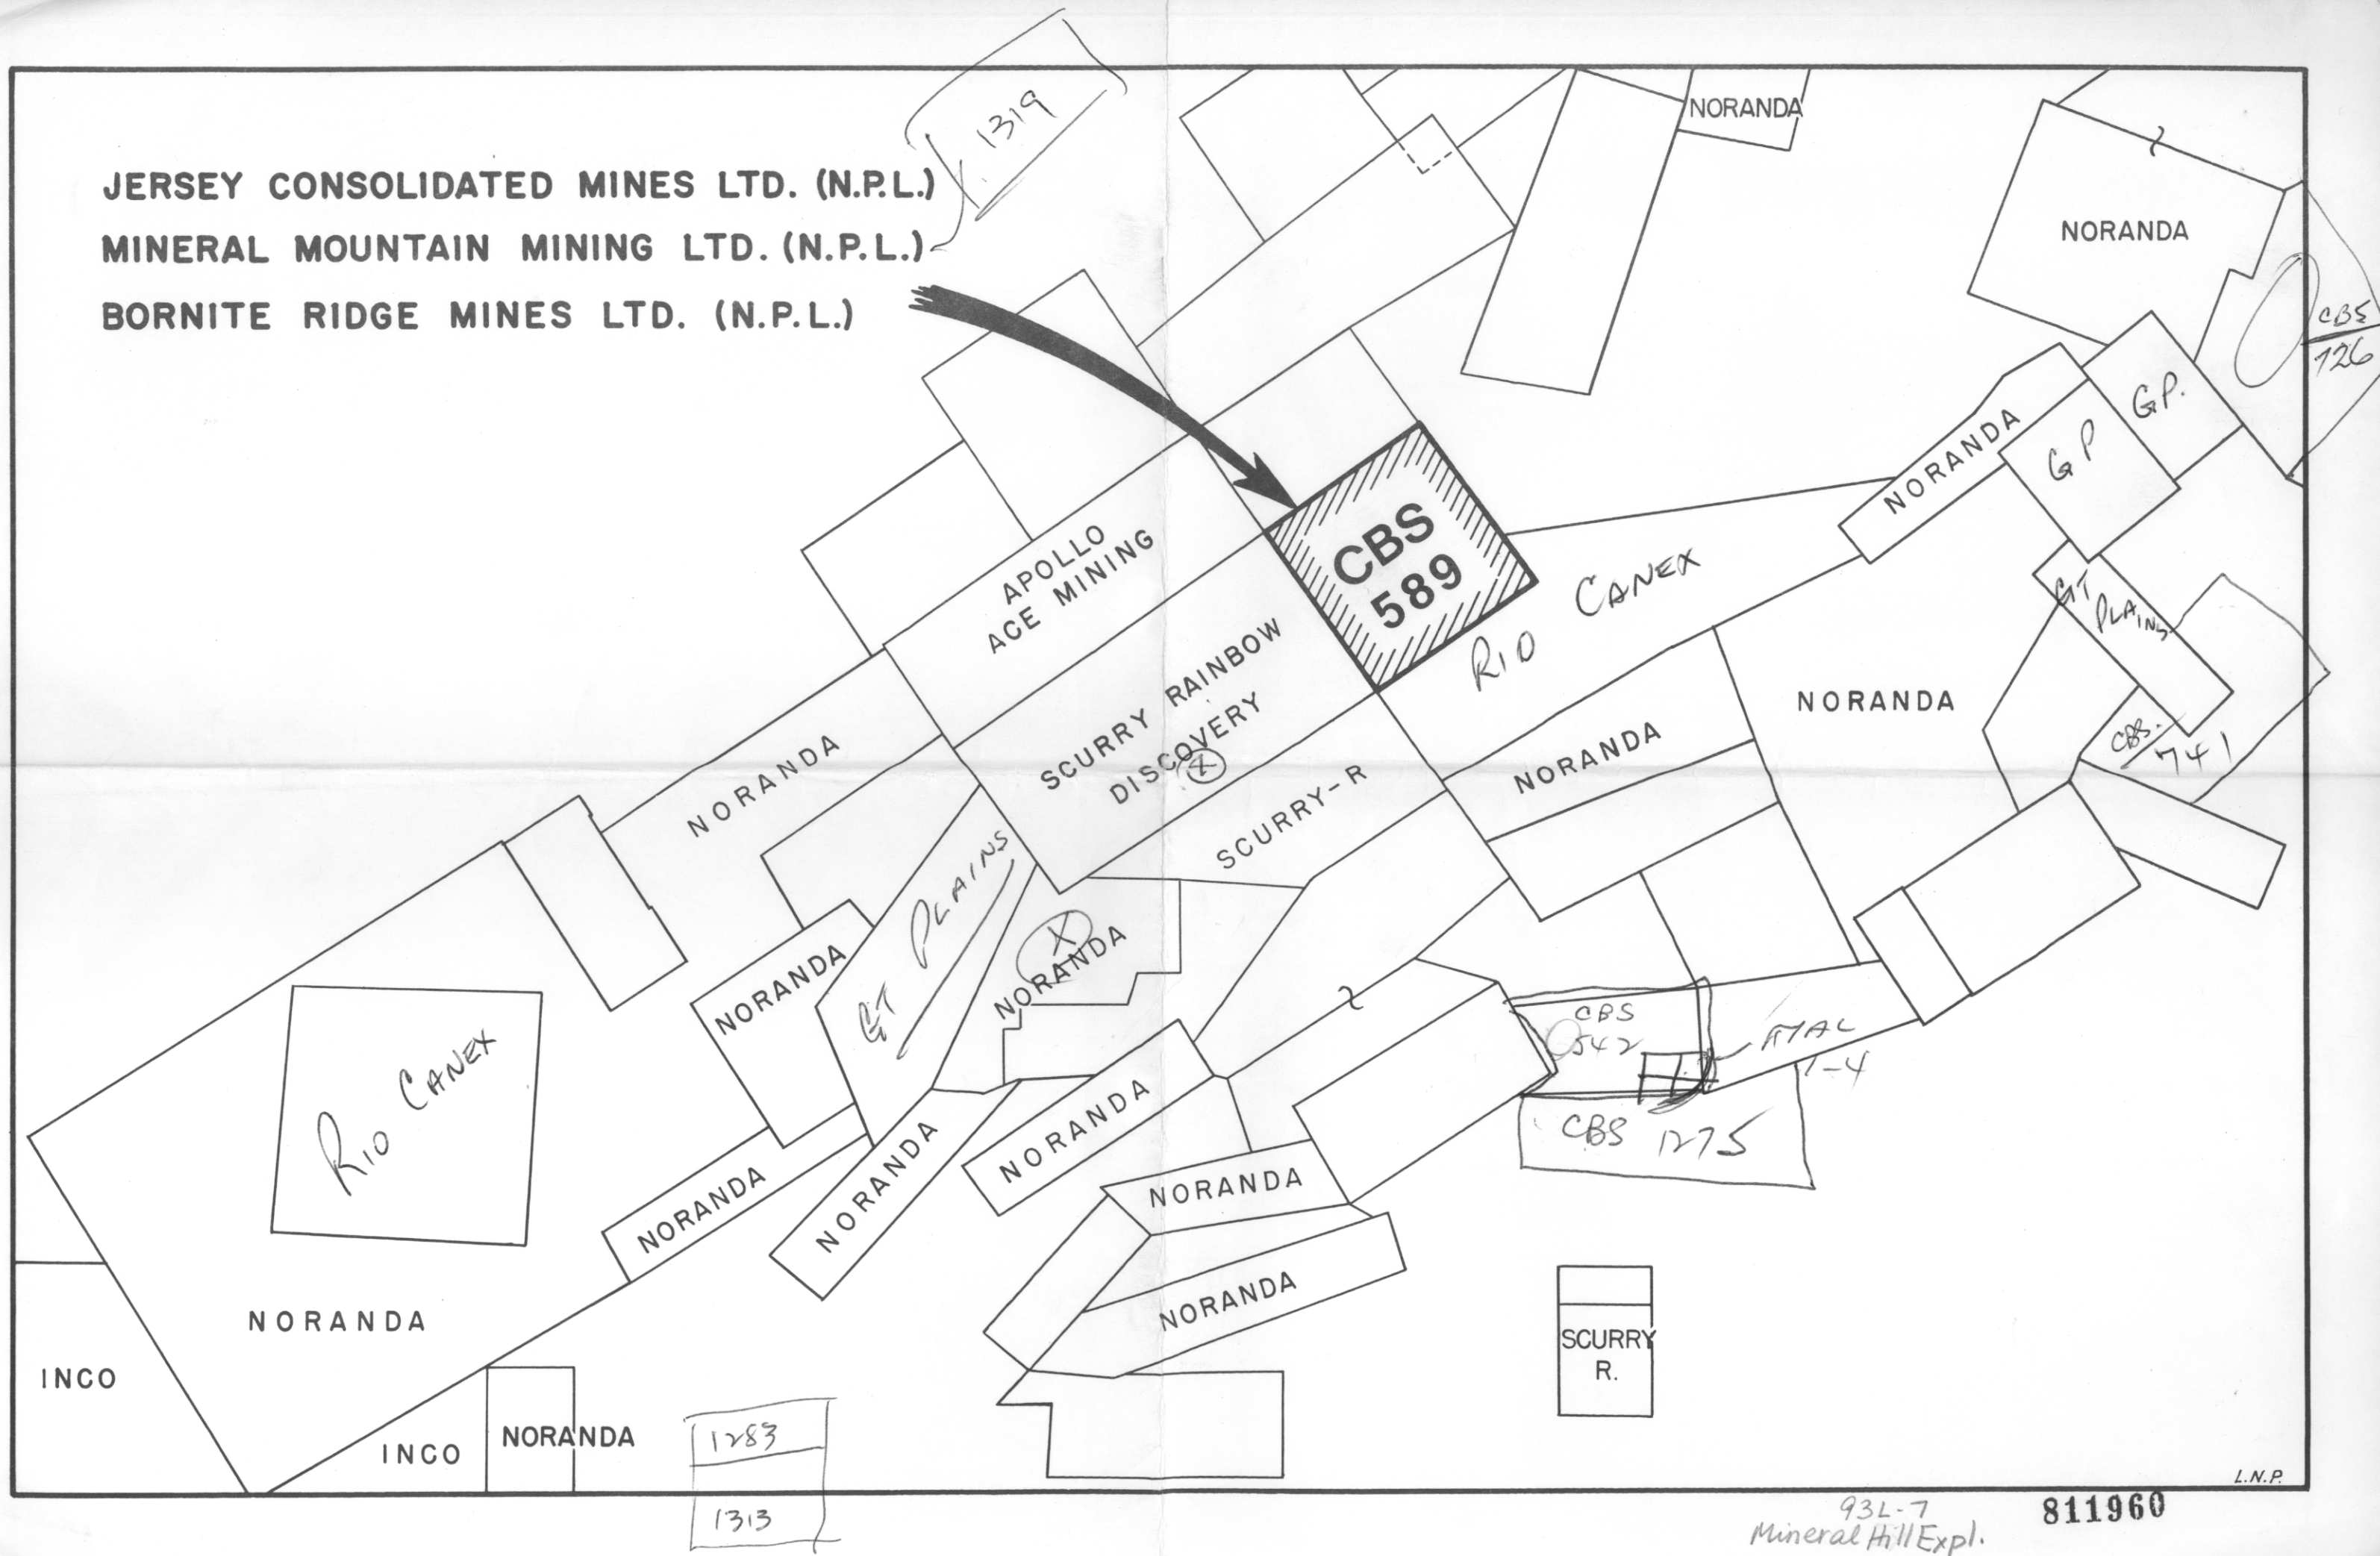 1319
NORANDA
JERSEY CONSOLIDATED MINES LTD. (N.P.L.)
MINERAL MOUNTAIN MINING LTD. (N.P.L.)
BORNITE RIDGE MINES LTD. (N.P.L.)
NORANDA
CBS
726
G.P.
GP
NORANDA
CBS
589
APOLLO
ACE MINING
RIO CANEX
GT
PLAINS
SCURRY RAINBOW
DISCOVERY
X
NORANDA
CBS.
741
NORANDA
NORANDA
SCURRY-R
GT PLAINS
X
NORANDA
NORANDA
CBS
542
ATAC
1-4
RIO CANEX
NORANDA
NORANDA
CBS 1275
NORANDA
NORANDA
NORANDA
NORANDA
NORANDA
SCURRY
R.
INCO
INCO
NORANDA
1283
1313
L.N.P.
93L-7
Mineral Hill Expl.
811960